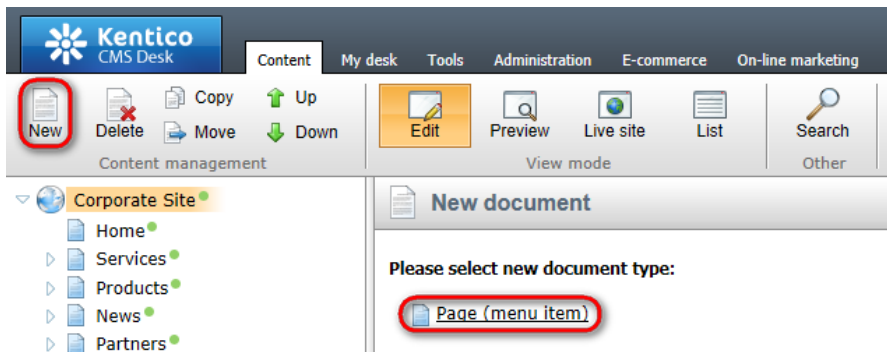 Kentico
CMS Desk
Content My desk Tools Administration E-commerce On-line marketing
New Delete Copy Move Up Down Edit Preview Live site List Search
Content management View mode Other
Corporate Site
Home
Services
Products
News
Partners
New document
Please select new document type:
Page (menu item)